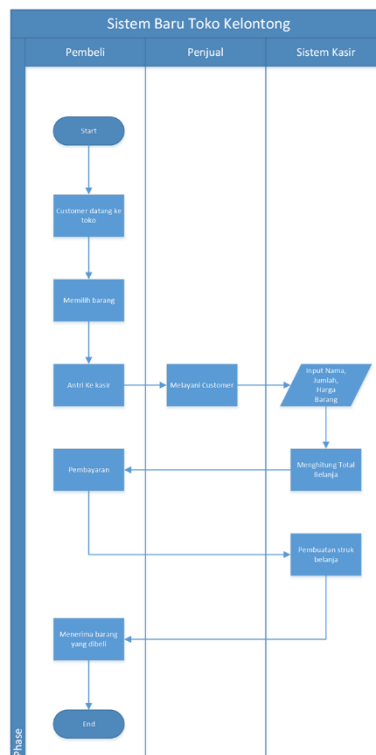 Sistem Baru Toko Kelontong
Pembeli
Penjual
Sistem Kasir
Start
Customer datang ke
toko
Memilih barang
Antri Ke kasir
Melayani Customer
Input Nama,
Jumlah,
Harga
Barang
Pembayaran
Menghitung Total
belanja
Pembuatan struk
belanja
Menerima barang
yang dibeli
End
Phase